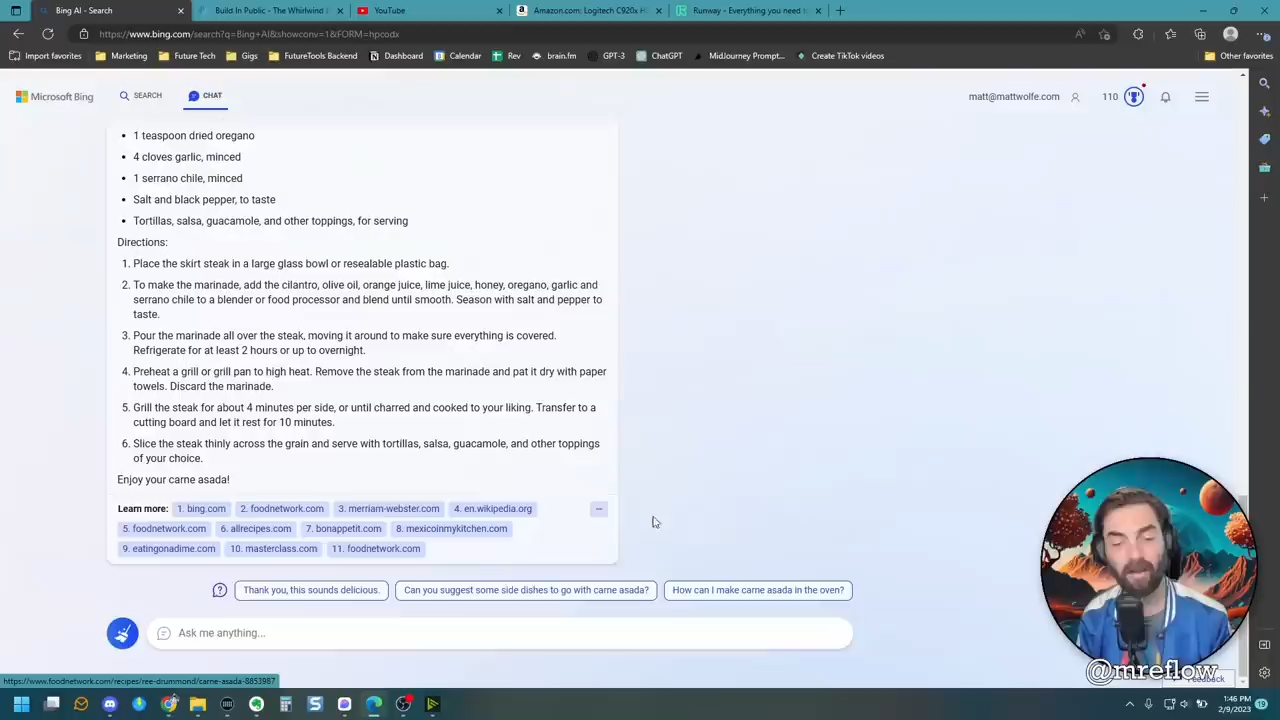 Bing AI - Search
Build In Public - The Whirlwind
YouTube
Amazon.com: Logitech C920x H
Runway - Everything you need t
https://www.bing.com/search?q=Bing+AI&showconv=1&FORM=hpcodx
Import favorites
Marketing
Future Tech
Gigs
FutureTools Backend
Dashboard
Calendar
Rev
brain.fm
GPT-3
ChatGPT
MidJourney Prompt...
Create TikTok videos
Other favorites
Microsoft Bing
SEARCH
CHAT
matt@mattwolfe.com
110
• 1 teaspoon dried oregano
• 4 cloves garlic, minced
• 1 serrano chile, minced
• Salt and black pepper, to taste
• Tortillas, salsa, guacamole, and other toppings, for serving
Directions:
1. Place the skirt steak in a large glass bowl or resealable plastic bag.
2. To make the marinade, add the cilantro, olive oil, orange juice, lime juice, honey, oregano, garlic and
serrano chile to a blender or food processor and blend until smooth. Season with salt and pepper to
taste.
3. Pour the marinade all over the steak, moving it around to make sure everything is covered.
Refrigerate for at least 2 hours or up to overnight.
4. Preheat a grill or grill pan to high heat. Remove the steak from the marinade and pat it dry with paper
towels. Discard the marinade.
5. Grill the steak for about 4 minutes per side, or until charred and cooked to your liking. Transfer to a
cutting board and let it rest for 10 minutes.
6. Slice the steak thinly across the grain and serve with tortillas, salsa, guacamole, and other toppings
of your choice.
Enjoy your carne asada!
Learn more: 1. bing.com 2. foodnetwork.com 3. merriam-webster.com 4. en.wikipedia.org
5. foodnetwork.com 6. allrecipes.com 7. bonappetit.com 8. mexicoinmykitchen.com
9. eatingonadime.com 10. masterclass.com 11. foodnetwork.com
Thank you, this sounds delicious.
Can you suggest some side dishes to go with carne asada?
How can I make carne asada in the oven?
Ask me anything...
@mreflow
Feedback
https://www.foodnetwork.com/recipes/ree-drummond/carne-asada-8853987
1:46 PM
2/9/2023